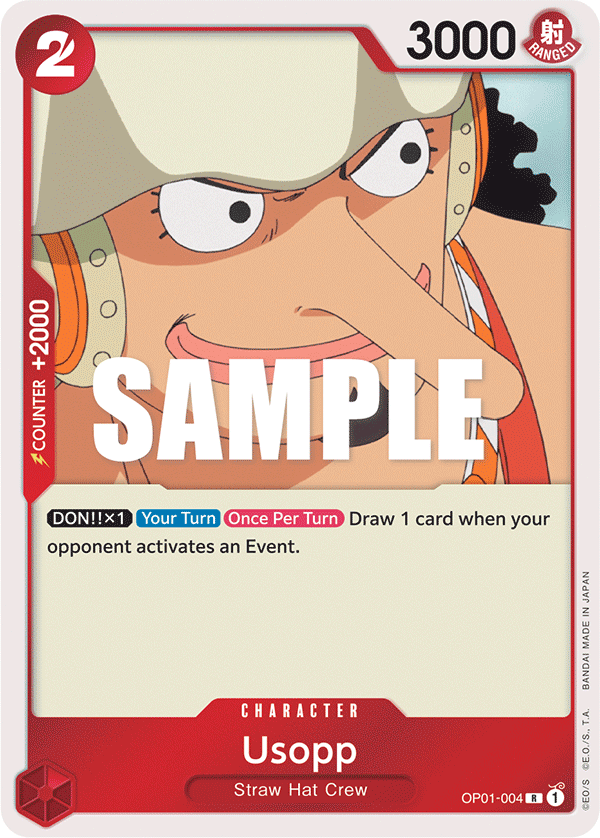 2
3000
射
RANGED
COUNTER +2000
SAMPLE
DON!!×1 Your Turn Once Per Turn Draw 1 card when your
opponent activates an Event.
CHARACTER
Usopp
Straw Hat Crew
OP01-004 R 1
©E.O/S ©E.O./S., T.A. BANDAI MADE IN JAPAN